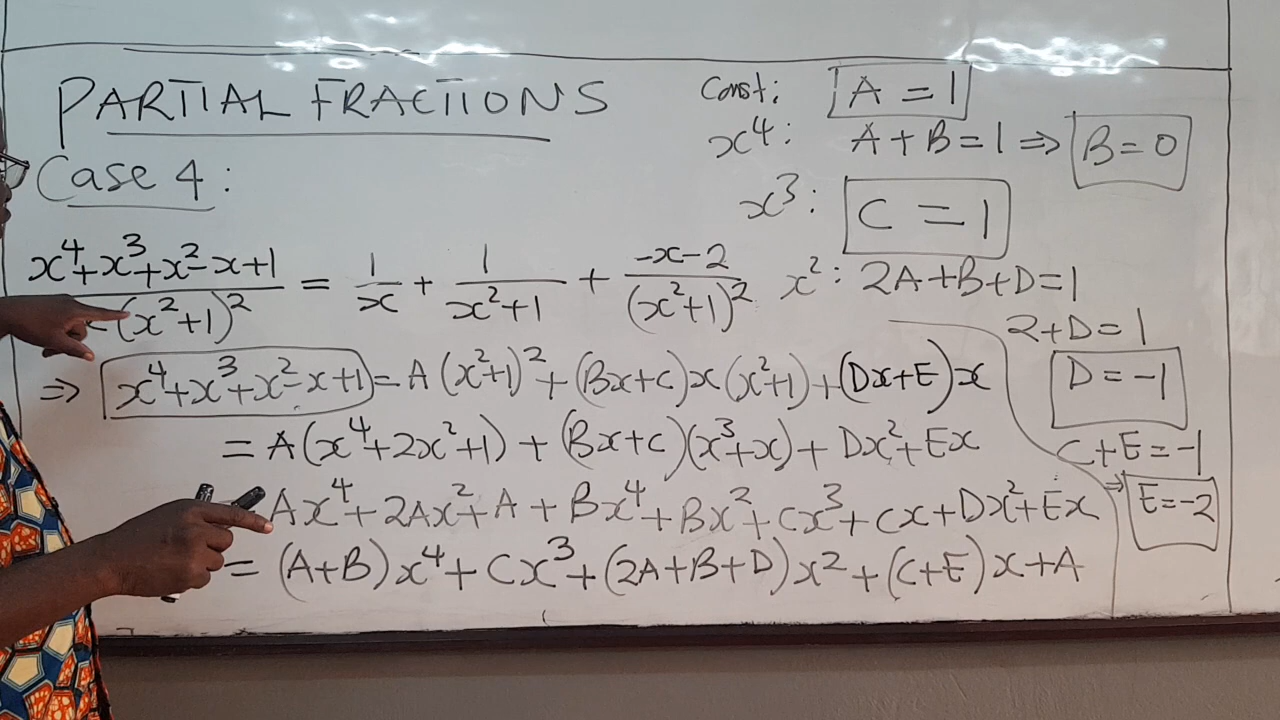 PARTIAL FRACTIONS
Case 4:
x⁴+x³+x²-x+1/(x²+1)² = 1/x + 1/(x²+1) + (-x-2)/(x²+1)²
⇒ x⁴+x³+x²-x+1 = A(x²+1)²+(Bx+C)x(x²+1)+(Dx+E)x
= A(x⁴+2x²+1) + (Bx+C)(x³+x)+Dx²+Ex
Ax⁴+2Ax²+A+Bx⁴+Bx²+Cx³+Cx+Dx²+Ex
= (A+B)x⁴+Cx³+(2A+B+D)x²+(C+E)x+A
Const: A = 1
x⁴: A+B=1 ⇒ B=0
x³: C = 1
x²: 2A+B+D=1
2+D=1
D=-1
C+E=-1
⇒ E=-2